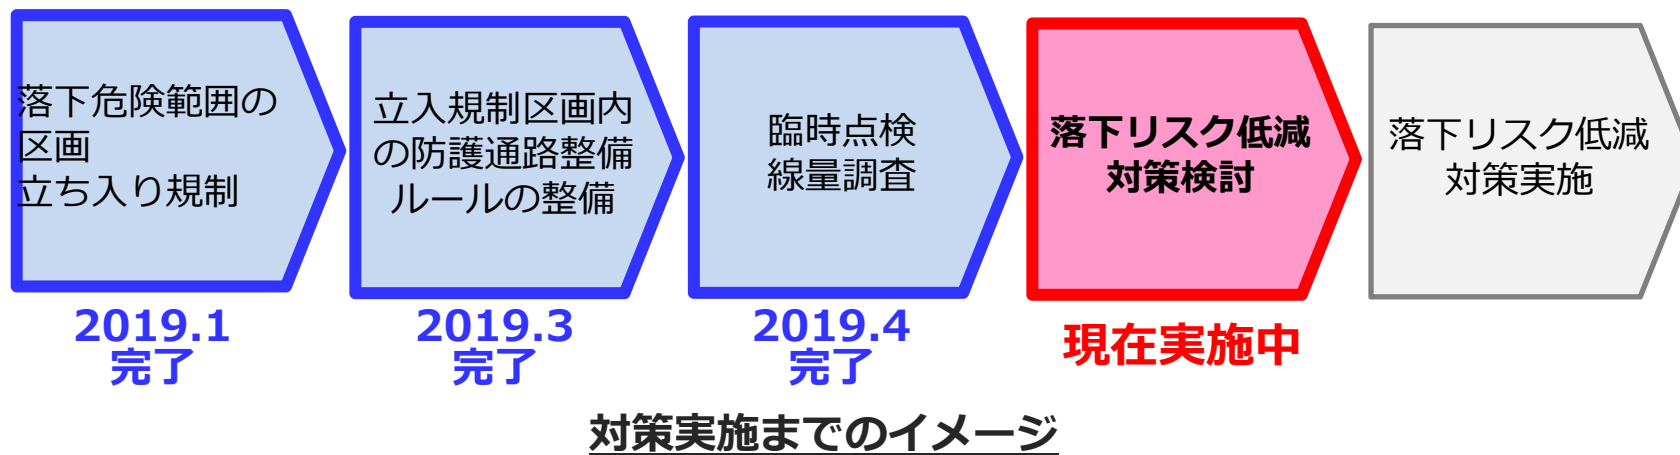 落下危険範囲の
区画
立ち入り規制
2019.1
完了
立入規制区画内
の防護通路整備
ルールの整備
2019.3
完了
臨時点検
線量調査
2019.4
完了
落下リスク低減
対策検討
現在実施中
落下リスク低減
対策実施
対策実施までのイメージ